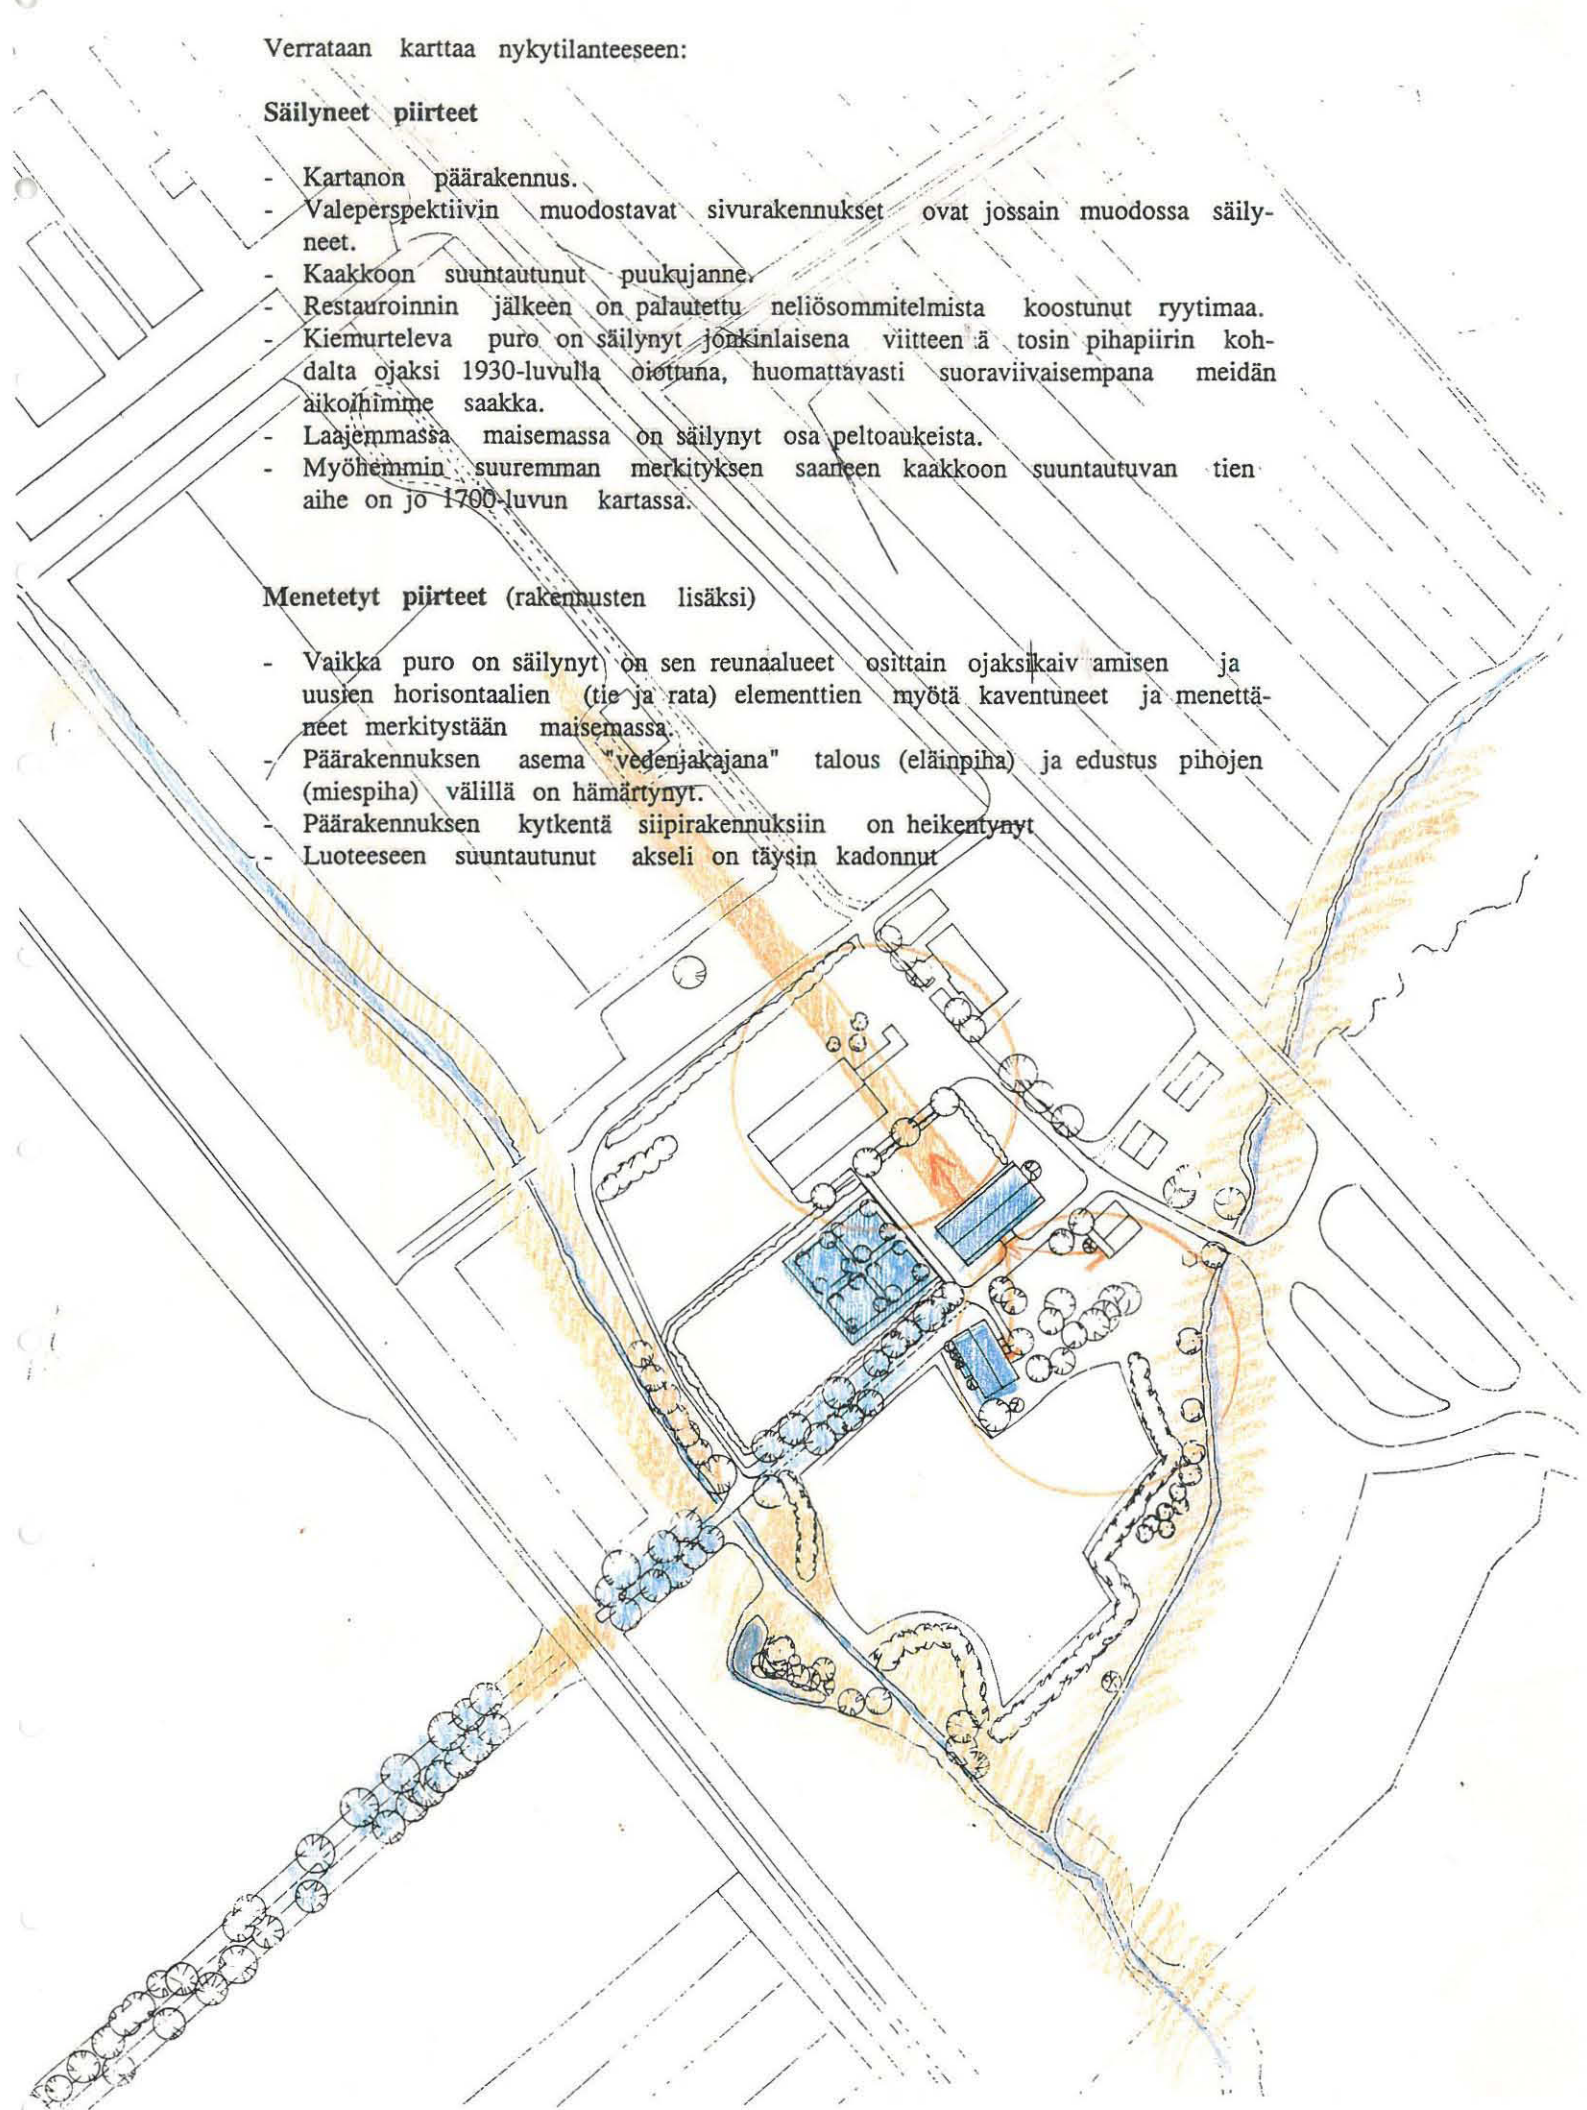 Verrataan karttaa nykytilanteeseen:
Säilyneet piirteet
- Kartanon päärakennus.
- Valeperspektiivin muodostavat sivurakennukset ovat jossain muodossa säily-
neet.
- Kaakkoon suuntautunut puukujanne.
- Restauroinnin jälkeen on palautettu neliösommitelmista koostunut ryytimaa.
- Kiemurteleva puro on säilynyt jonkinlaisena viitteen ä tosin pihapiirin koh-
dalta ojaksi 1930-luvulla oiottuna, huomattavasti suoraviivaisempana meidän
aikoihimme saakka.
- Laajemmassa maisemassa on säilynyt osa peltoaukeista.
- Myöhemmin suuremman merkityksen saaneen kaakkoon suuntautuvan tien
aihe on jo 1700-luvun kartassa.
Menetetyt piirteet (rakennusten lisäksi)
- Vaikka puro on säilynyt on sen reunaalueet osittain ojaksikaiv amisen ja
uusien horisontaalien (tie ja rata) elementtien myötä kaventuneet ja menettä-
neet merkitystään maisemassa.
- Päärakennuksen asema "vedenjakajana" talous (eläinpiha) ja edustus pihojen
(miespiha) välillä on hämärtynyt.
- Päärakennuksen kytkentä siipirakennuksiin on heikentynyt
- Luoteeseen suuntautunut akseli on täysin kadonnut